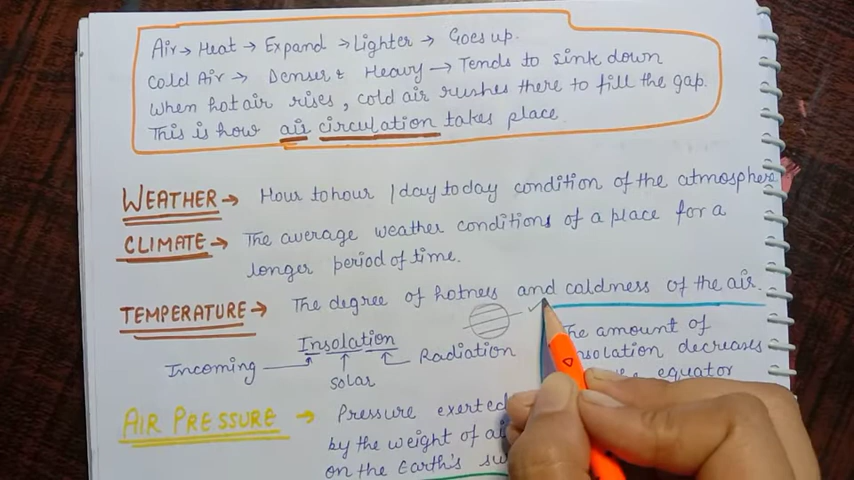 Air → Heat → Expand → Lighter → Goes up.
Cold Air → Denser & Heavy → Tends to sink down
When hot air rises, cold air rushes there to fill the gap.
This is how air circulation takes place
WEATHER → Hour to hour / day to day condition of the atmosphere
CLIMATE → The average weather conditions of a place for a
longer period of time.
TEMPERATURE → The degree of hotness and coldness of the air.
Insolation
Incoming
solar
Radiation
The amount of
insolation decreases
the equator
AIR PRESSURE → Pressure exerted
by the weight of
on the Earth's